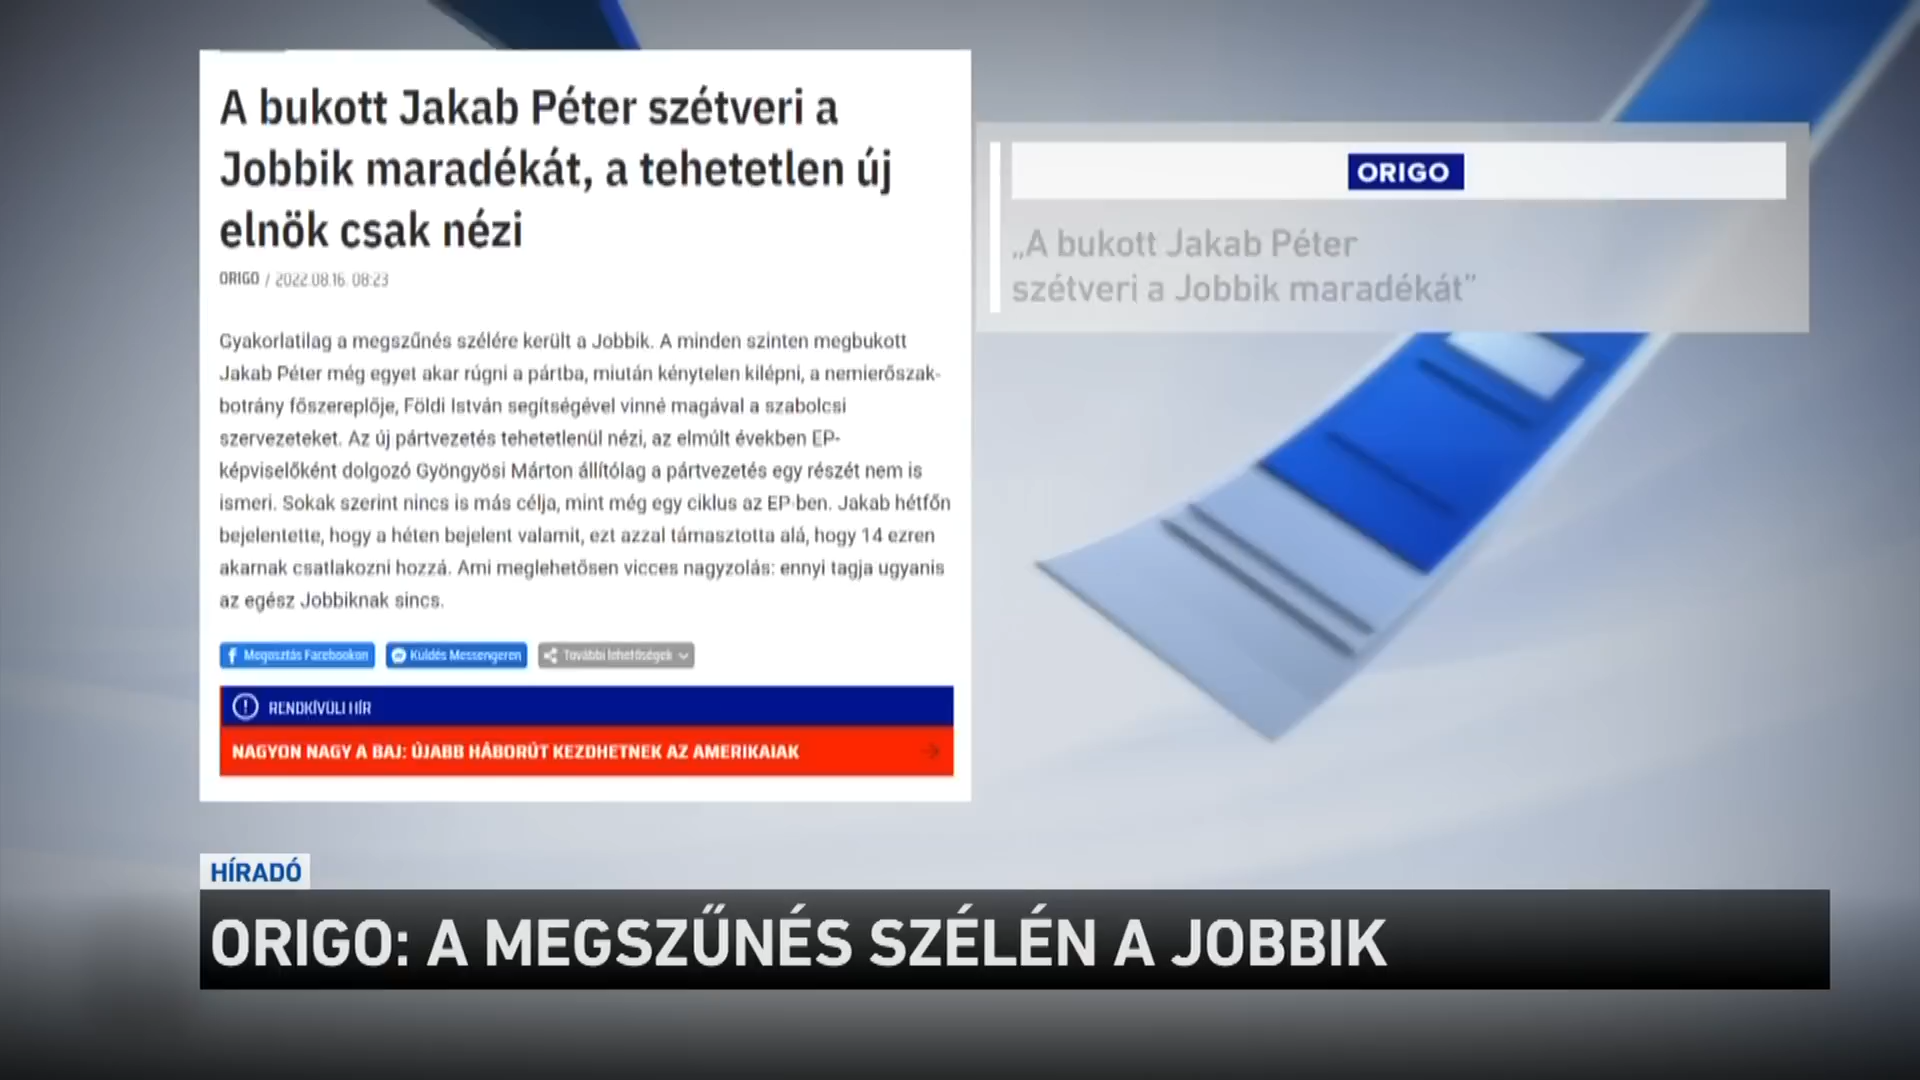 A bukott Jakab Péter szétveri a
Jobbik maradékát, a tehetetlen új
elnök csak nézi
ORIGO / 2022.08.16. 08:23
Gyakorlatilag a megszűnés szélére került a Jobbik. A minden szinten megbukott
Jakab Péter még egyet akar rúgni a pártba, miután kénytelen kilépni, a nemierőszak-
botrány főszereplője, Földi István segítségével vinné magával a szabolcsi
szervezeteket. Az új pártvezetés tehetetlenül nézi, az elmúlt években EP-
képviselőként dolgozó Gyöngyösi Márton állítólag a pártvezetés egy részét nem is
ismeri. Sokak szerint nincs is más célja, mint még egy ciklus az EP-ben. Jakab hétfőn
bejelentette, hogy a héten bejelent valamit, ezt azzal támasztotta alá, hogy 14 ezren
akarnak csatlakozni hozzá. Ami meglehetősen vicces nagyzolás: ennyi tagja ugyanis
az egész Jobbiknak sincs.
Megosztás Facebookon Küldés Messengeren További lehetőségek
RENDKÍVÜLI HÍR
NAGYON NAGY A BAJ: ÚJABB HÁBORÚT KEZDHETNEK AZ AMERIKAIAK
ORIGO
„A bukott Jakab Péter
szétveri a Jobbik maradékát”
HÍRADÓ
ORIGO: A MEGSZŰNÉS SZÉLÉN A JOBBIK